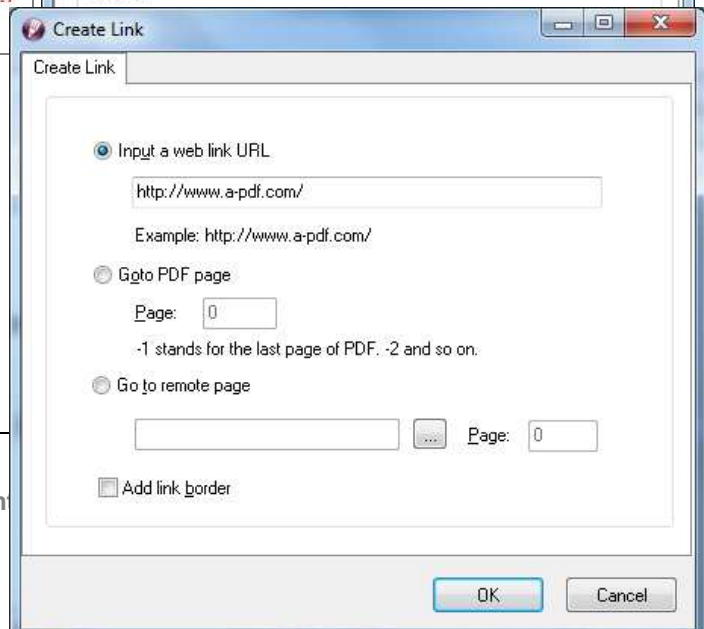 Create Link
Create Link
Input a web link URL
http://www.a-pdf.com/
Example: http://www.a-pdf.com/
Goto PDF page
Page: 0
-1 stands for the last page of PDF. -2 and so on.
Go to remote page
... Page: 0
Add link border
OK Cancel